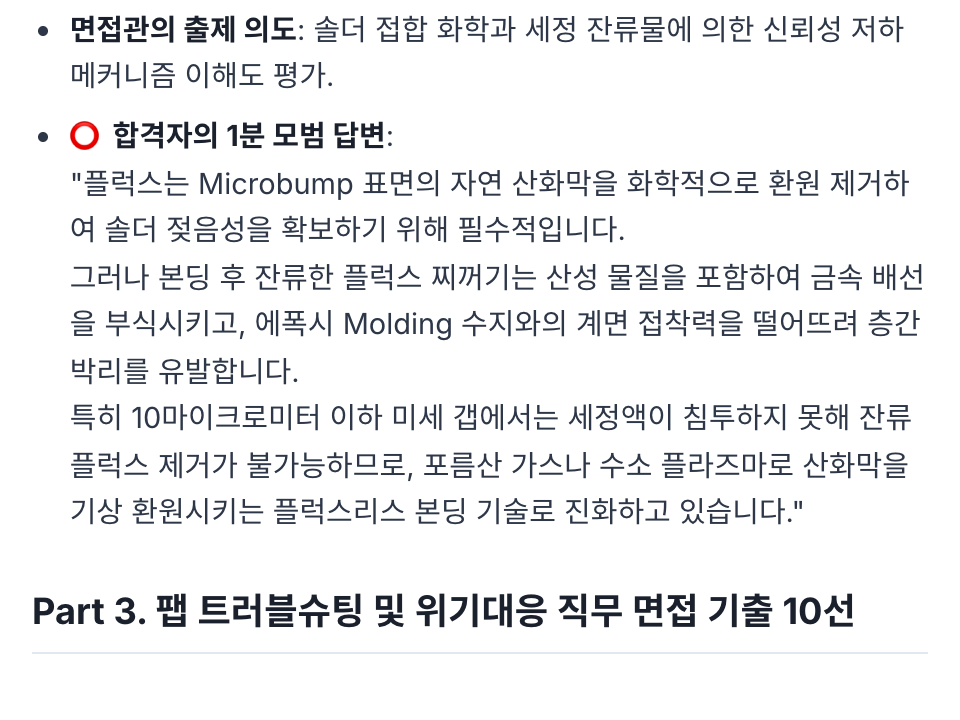 • 면접관의 출제 의도: 솔더 접합 화학과 세정 잔류물에 의한 신뢰성 저하
메커니즘 이해도 평가.
• ⭕ 합격자의 1분 모범 답변:
"플럭스는 Microbump 표면의 자연 산화막을 화학적으로 환원 제거하
여 솔더 젖음성을 확보하기 위해 필수적입니다.
그러나 본딩 후 잔류한 플럭스 찌꺼기는 산성 물질을 포함하여 금속 배선
을 부식시키고, 에폭시 Molding 수지와의 계면 접착력을 떨어뜨려 층간
박리를 유발합니다.
특히 10마이크로미터 이하 미세 갭에서는 세정액이 침투하지 못해 잔류
플럭스 제거가 불가능하므로, 포름산 가스나 수소 플라즈마로 산화막을
기상 환원시키는 플럭스리스 본딩 기술로 진화하고 있습니다."
Part 3. 팹 트러블슈팅 및 위기대응 직무 면접 기출 10선